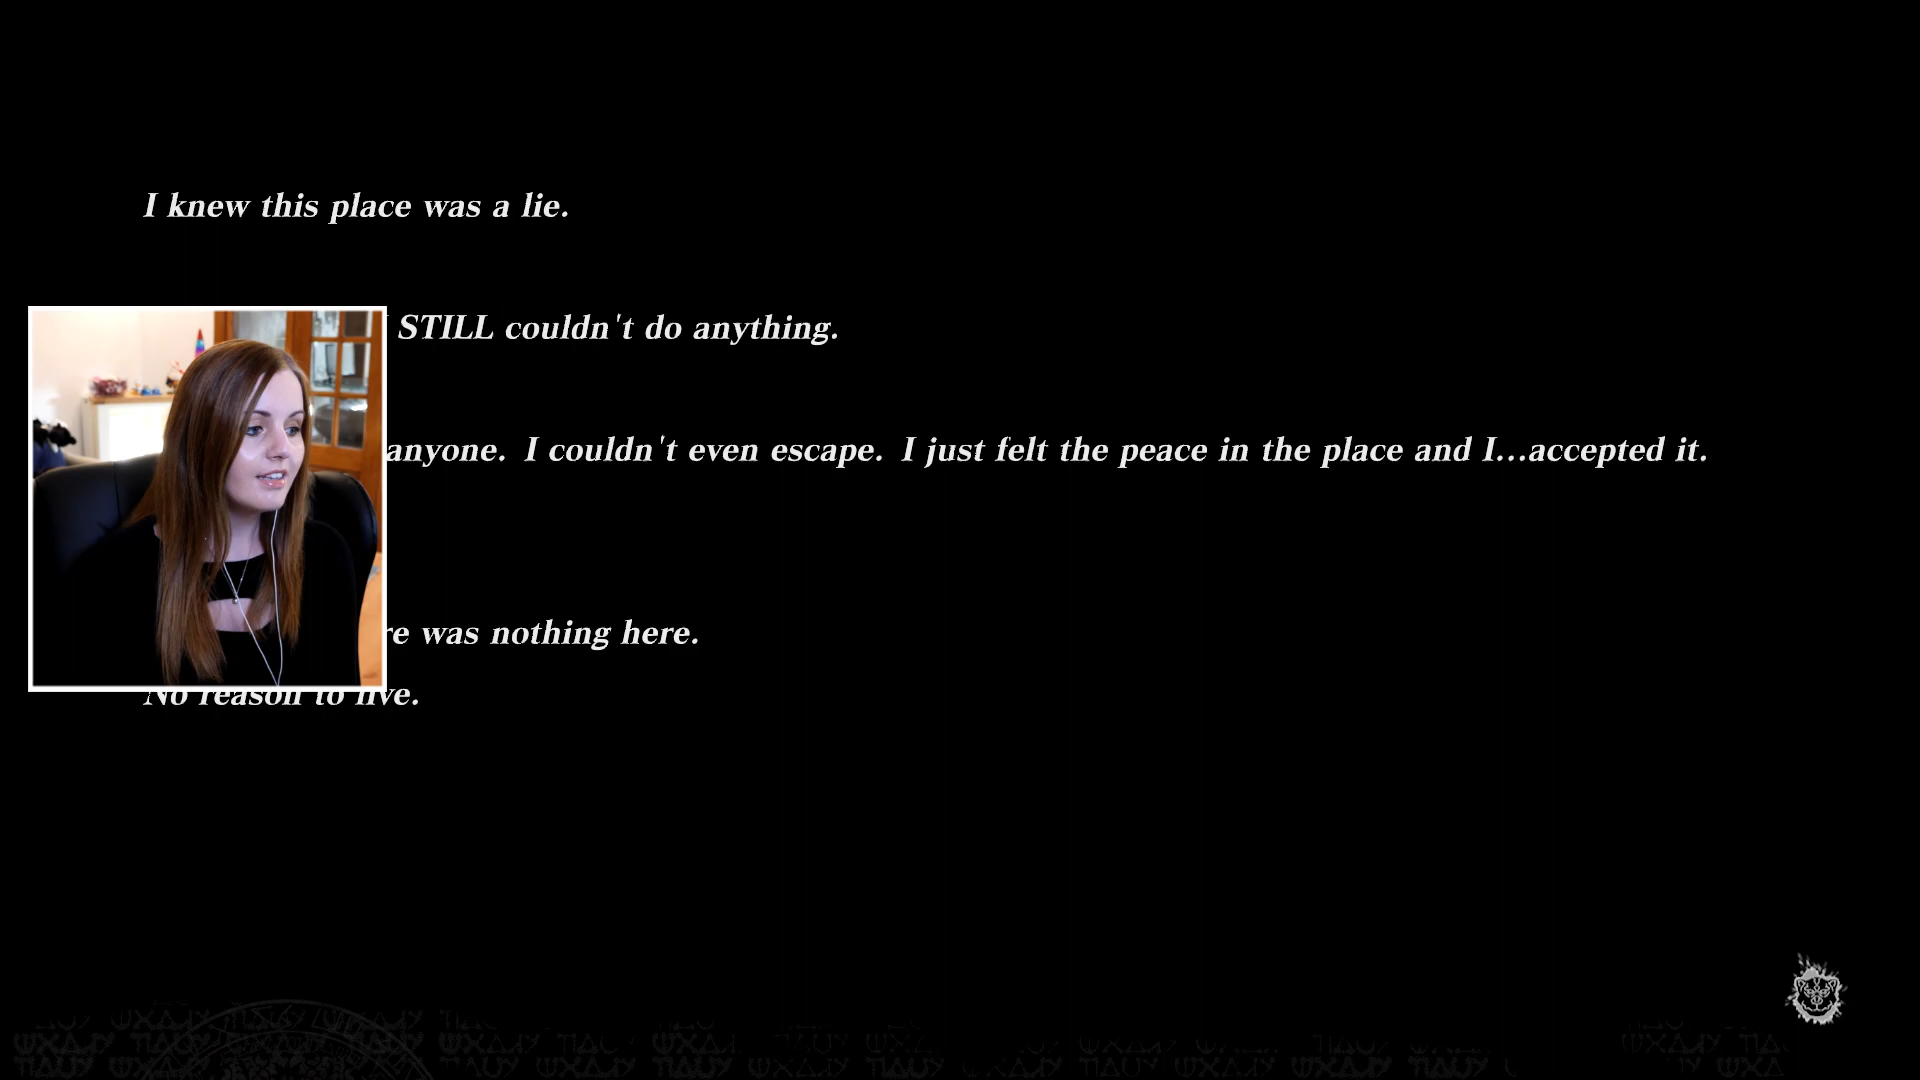 I knew this place was a lie.
STILL couldn't do anything.
anyone. I couldn't even escape. I just felt the peace in the place and I...accepted it.
was nothing here.
No reason to live.